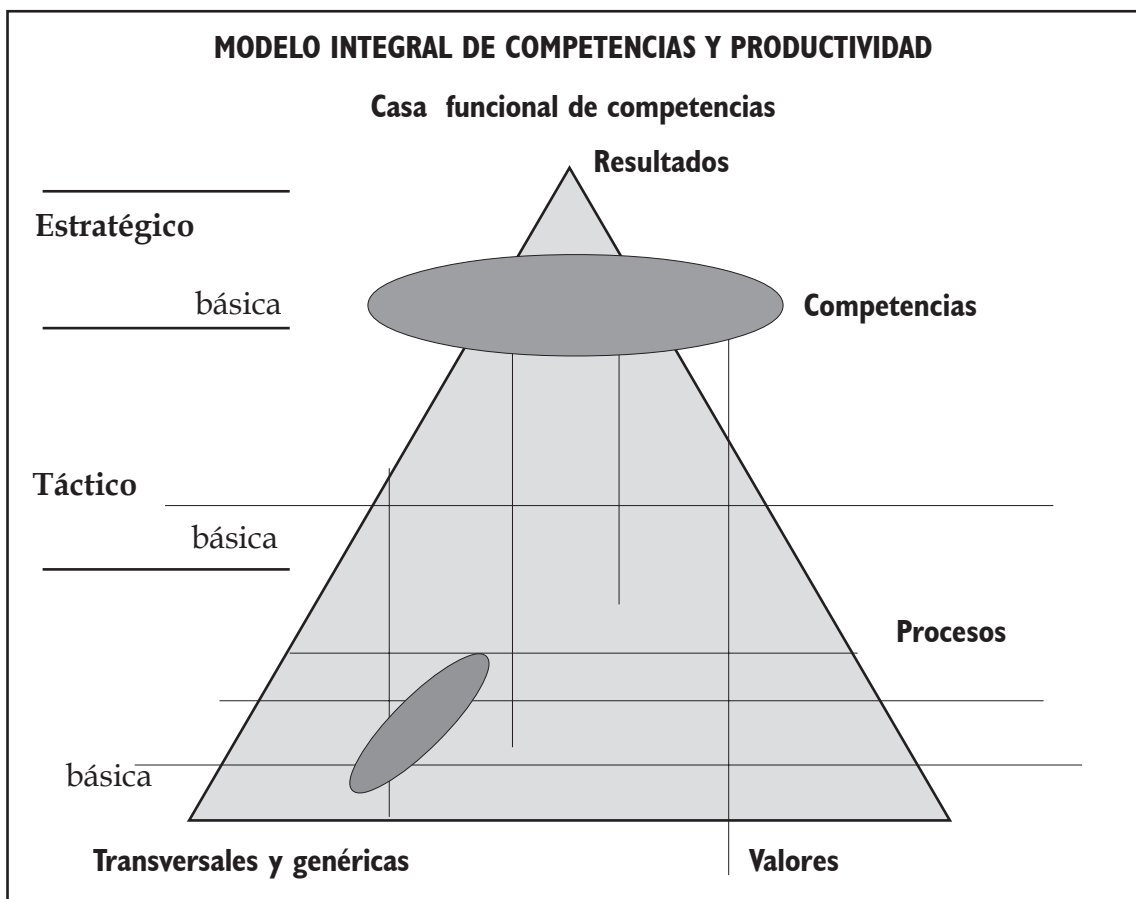 MODELO INTEGRAL DE COMPETENCIAS Y PRODUCTIVIDAD
Casa funcional de competencias
Resultados
Estratégico
básica
Competencias
Táctico
básica
Procesos
básica
Transversales y genéricas
Valores